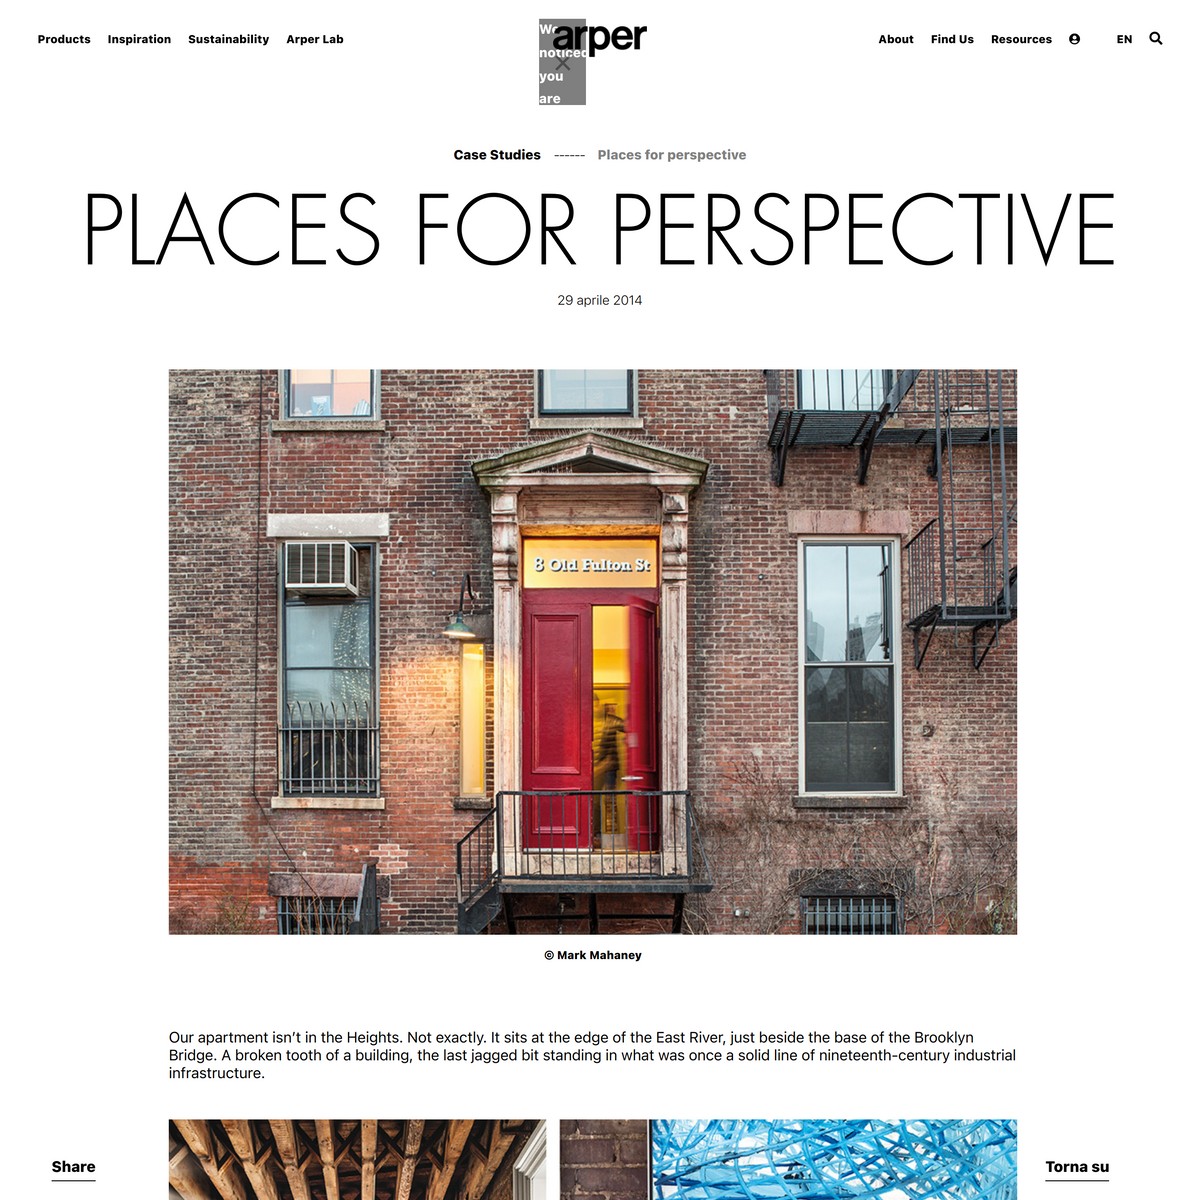 Products Inspiration Sustainability Arper Lab
arper
We
noticed
you
are
About Find Us Resources EN
Case Studies ------ Places for perspective
PLACES FOR PERSPECTIVE
29 aprile 2014
8 Old Fulton St
© Mark Mahaney
Our apartment isn’t in the Heights. Not exactly. It sits at the edge of the East River, just beside the base of the Brooklyn
Bridge. A broken tooth of a building, the last jagged bit standing in what was once a solid line of nineteenth-century industrial
infrastructure.
Share
Torna su